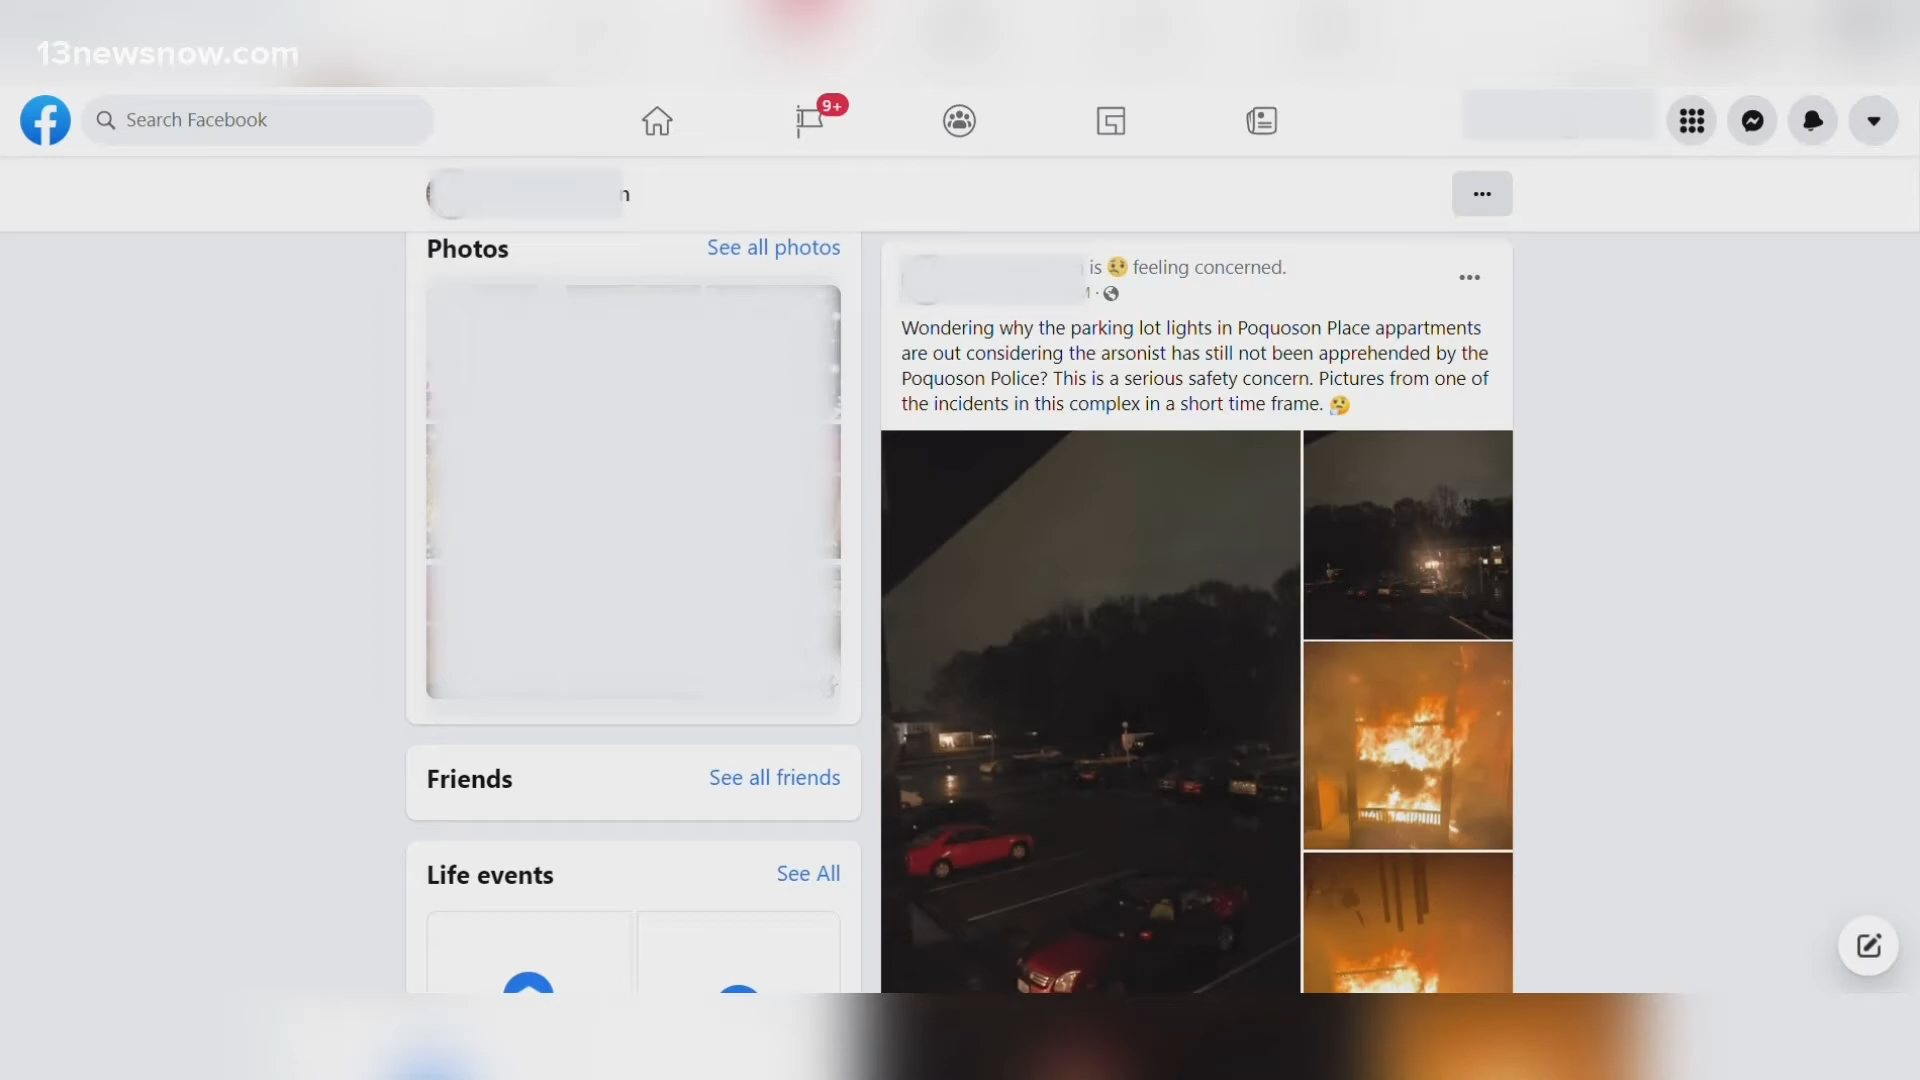 13newsnow.com
Search Facebook
9+
n
Photos
See all photos
is 😢 feeling concerned.
Wondering why the parking lot lights in Poquoson Place appartments
are out considering the arsonist has still not been apprehended by the
Poquoson Police? This is a serious safety concern. Pictures from one of
the incidents in this complex in a short time frame. 🤔
Friends
See all friends
Life events
See All